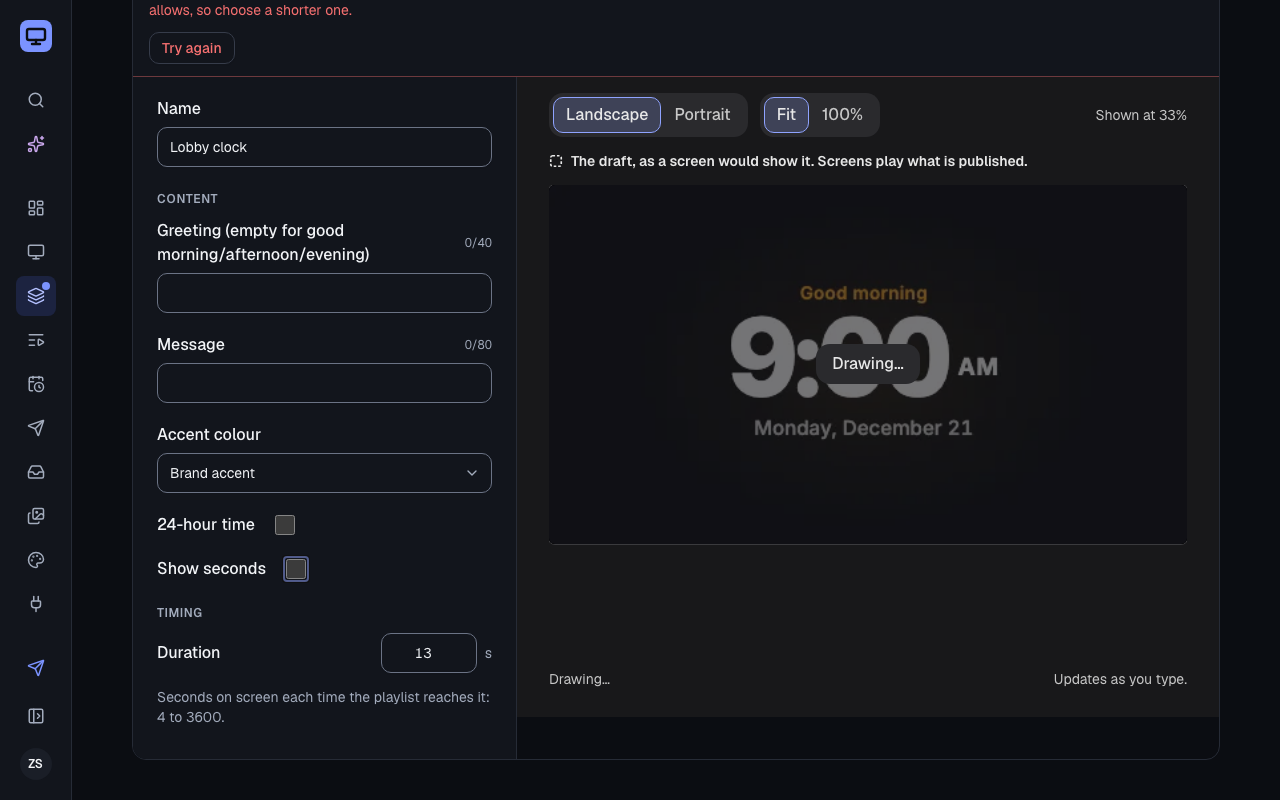 allows, so choose a shorter one.
Try again
Name
Lobby clock
CONTENT
Greeting (empty for good
morning/afternoon/evening)
0/40
Message
0/80
Accent colour
Brand accent
24-hour time
Show seconds
TIMING
Duration
13
s
Seconds on screen each time the playlist reaches it:
4 to 3600.
Landscape
Portrait
Fit
100%
Shown at 33%
The draft, as a screen would show it. Screens play what is published.
Good morning
9:00 AM
Drawing...
Monday, December 21
Drawing...
Updates as you type.
ZS